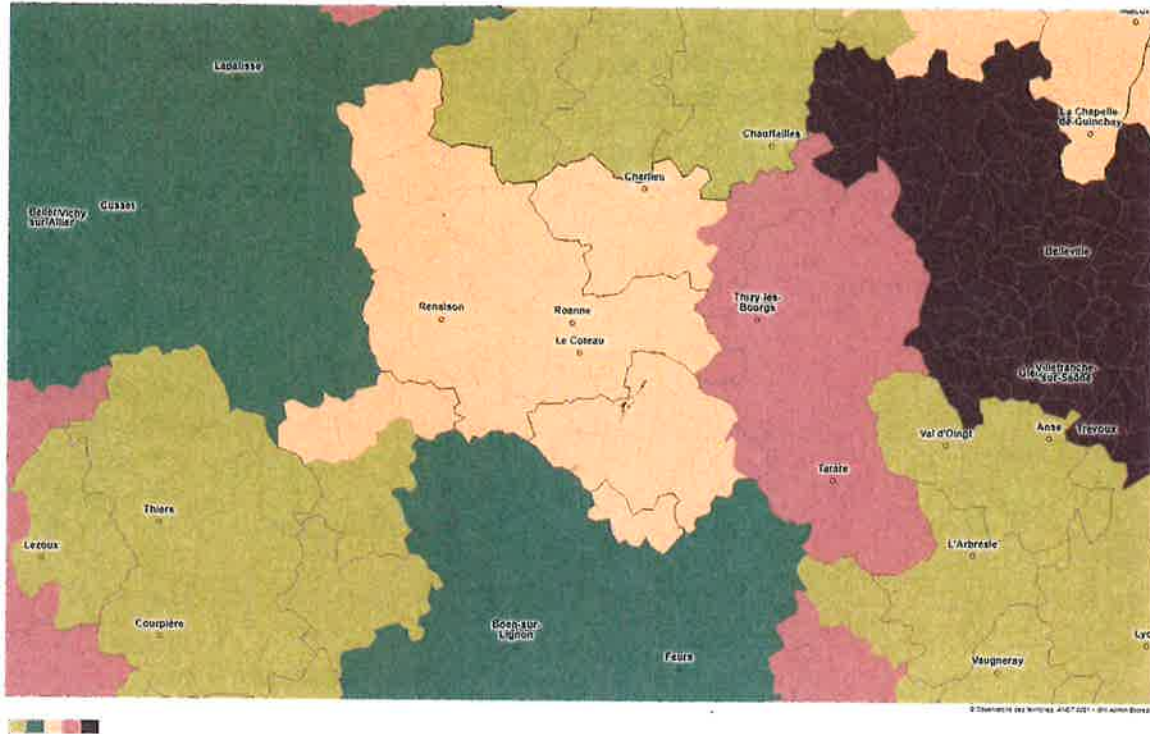 Lapalisse
Chauffailles
La Chapelle
de-Guinchay
Charlieu
Cusset
sur-Allier
Belleville
Renaison
Roanne
Thizy-les-
Bourgs
Le Coteau
Villefranche-
sur-Saône
Val d'Oingt
Anse
Trévoux
Tarare
Thiers
Lezoux
L'Arbresle
Courpière
Boën-sur-
Lignon
Feurs
Vaugneray
Lyo